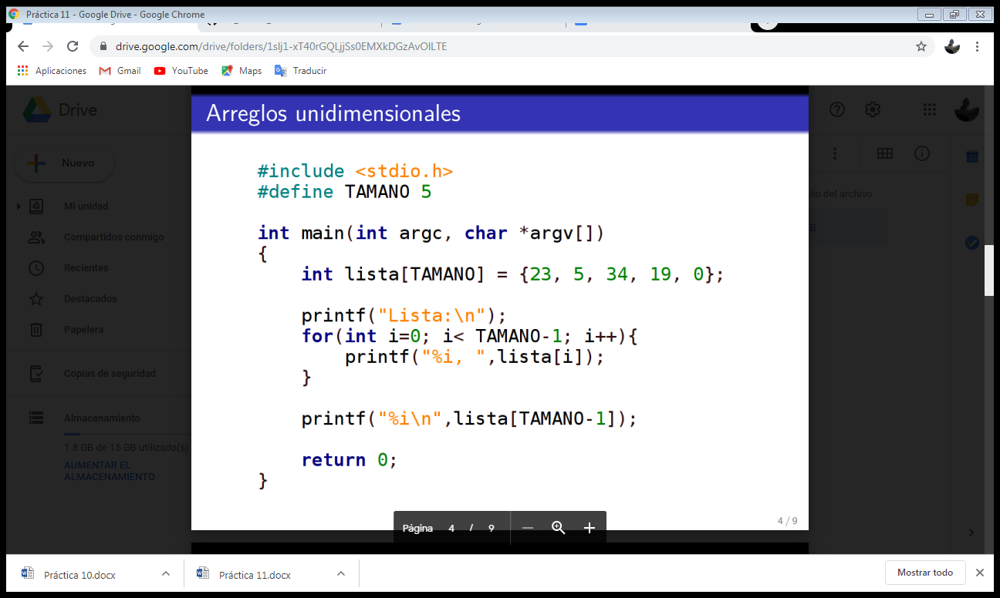 Práctica 11 - Google Drive - Google Chrome
drive.google.com/drive/folders/1slj1-xT40rGQLjjSs0EMXkDGzAvOILTE
Aplicaciones Gmail YouTube Maps Traducir
Drive
Nuevo
Mi unidad
Compartidos conmigo
Recientes
Destacados
Papelera
Copias de seguridad
Almacenamiento
1.8 GB de 15 GB utilizado(s)
AUMENTAR EL
ALMACENAMIENTO
Arreglos unidimensionales
#include <stdio.h>
#define TAMANO 5
int main(int argc, char *argv[])
{
int lista[TAMANO] = {23, 5, 34, 19, 0};
printf("Lista:\n");
for(int i=0; i< TAMANO-1; i++){
printf("%i, ",lista[i]);
}
printf("%i\n",lista[TAMANO-1]);
return 0;
}
4 / 9
Página 4 / 9
del archivo
B
Práctica 10.docx
Práctica 11.docx
Mostrar todo